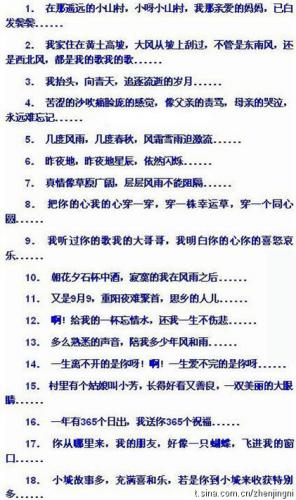 1． 在那遥远的小山村，小呀小山村，我那亲爱的妈妈，已白
发鬓鬓......
2． 我家住在黄土高坡，大风从坡上刮过，不管是东南风，还
是西北风，都是我的歌我的歌......
3． 我抬头，向青天，追逐流逝的岁月......
4． 苦涩的沙吹痛脸庞的感觉，像父亲的责骂，母亲的哭泣，
永远难忘记......
5． 几度风雨，几度春秋，风霜雪雨迫激流......
6． 昨夜地，昨夜地星辰，依然闪烁......
7． 真情像草原广阔，层层风雨不能阻隔......
8． 把你的心我的心穿一穿，穿一株幸运草，穿一个同心
圆......
9． 我听过你的歌我的大哥哥，我明白你的心你的喜怒哀
乐......
10． 朝花夕石杯中酒，寂寞的我在风雨之后......
11． 又是9月9，重阳夜难聚首，思乡的人儿......
12． 啊！给我的一杯忘情水，还我一生不伤悲......
13． 多么熟悉的声音，陪我多少年风和雨......
14． 一生离不开的是你呀！啊！一生爱不完的是你呀......
15． 村里有个姑娘叫小芳，长得好看又善良，一双美丽的大眼
睛......
16． 一年有365个日出，我送你365个祝福......
17． 你从哪里来，我的朋友，好像一只蝴蝶，飞进我的窗
口......
18． 小城故事多，充满喜和乐，若是你到小城来收获特别
多......
t.sina.com.cn/zhenjingni